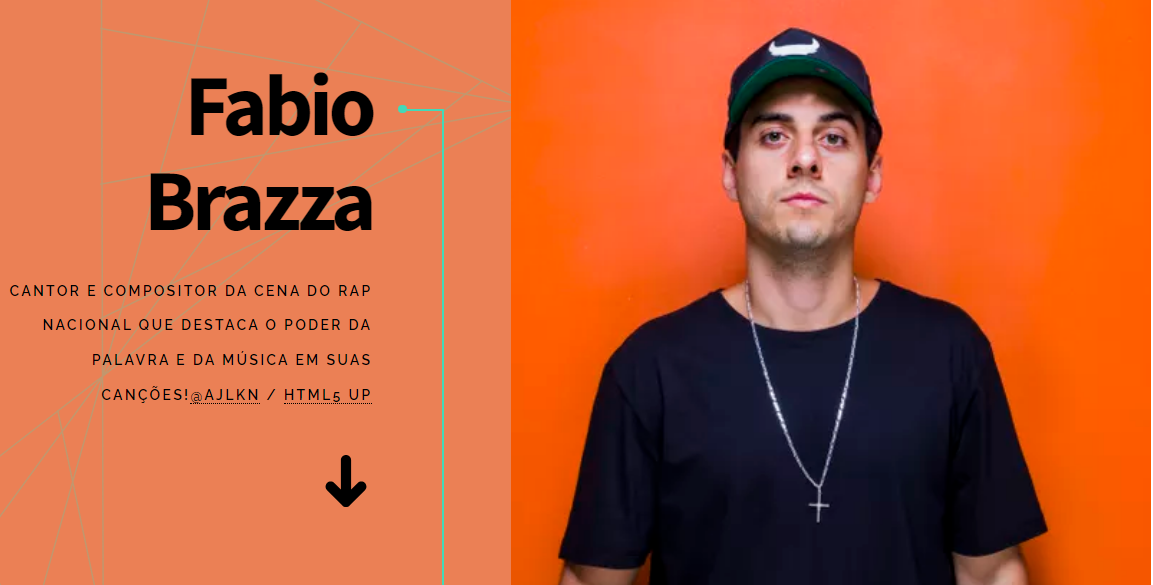 Fabio
Brazza
CANTOR E COMPOSITOR DA CENA DO RAP
NACIONAL QUE DESTACA O PODER DA
PALAVRA E DA MÚSICA EM SUAS
CANÇÕES!@AJLKN / HTML5 UP